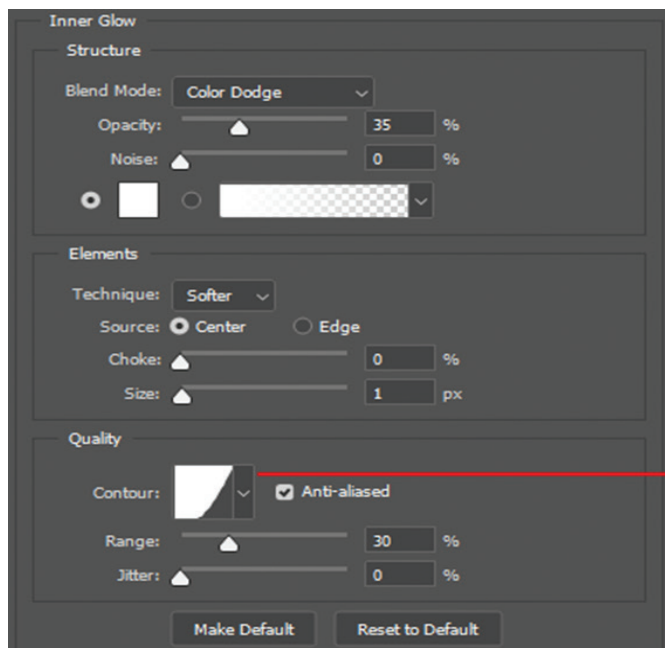 Inner Glow
Structure
Blend Mode: Color Dodge
Opacity: 35 %
Noise: 0 %
Elements
Technique: Softer
Source: Center Edge
Choke: 0 %
Size: 1 px
Quality
Contour: Anti-aliased
Range: 30 %
Jitter: 0 %
Make Default Reset to Default